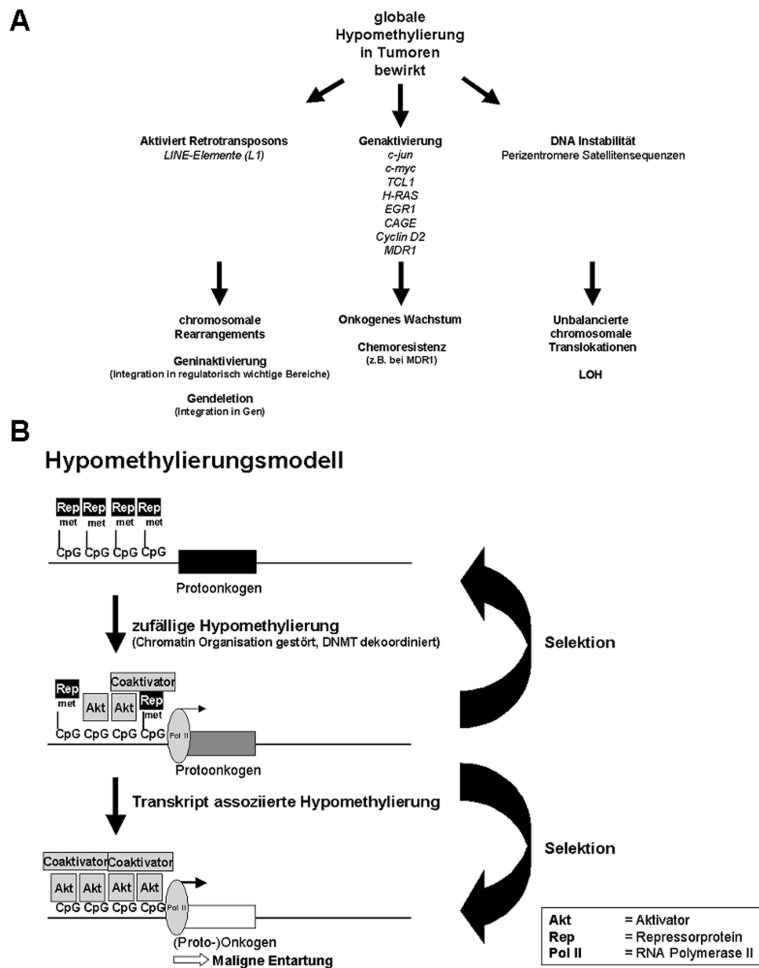 A
globale
Hypomethylierung
in Tumoren
bewirkt
Aktiviert Retrotransposons
LINE-Elemente (L1)
Genaktivierung
c-jun
c-myc
TCL1
H-RAS
EGR1
CAGE
Cyclin D2
MDR1
DNA Instabilität
Perizentromere Satellitensequenzen
chromosomale
Rearrangements
Geninaktivierung
(Integration in regulatorisch wichtige Bereiche)
Gendeletion
(Integration in Gen)
Onkogenes Wachstum
Chemoresistenz
(z.B. bei MDR1)
Unbalancierte
chromosomale
Translokationen
LOH
B
Hypomethylierungsmodell
Rep Rep Rep Rep
met met met met
CpG CpG CpG CpG
Protoonkogen
zufällige Hypomethylierung
(Chromatin Organisation gestört, DNMT dekoordiniert)
Selektion
Coaktivator
Rep Akt Akt Rep
met met
CpG CpG CpG CpG Pol II
Protoonkogen
Transkript assoziierte Hypomethylierung
Selektion
Coaktivator Coaktivator
Akt Akt Akt Akt
CpG CpG CpG CpG Pol II
(Proto-)Onkogen
Maligne Entartung
Akt = Aktivator
Rep = Repressorprotein
Pol II = RNA Polymerase II